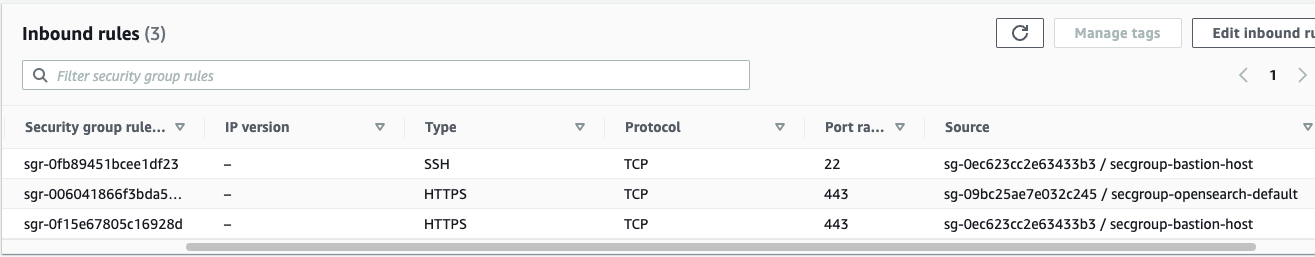 Inbound rules (3)
Manage tags
Edit inbound ru
Filter security group rules
1
Security group rule... IP version Type Protocol Port ra... Source
sgr-0fb89451bcee1df23 – SSH TCP 22 sg-0ec623cc2e63433b3 / secgroup-bastion-host
sgr-006041866f3bda5... – HTTPS TCP 443 sg-09bc25ae7e032c245 / secgroup-opensearch-default
sgr-0f15e67805c16928d – HTTPS TCP 443 sg-0ec623cc2e63433b3 / secgroup-bastion-host